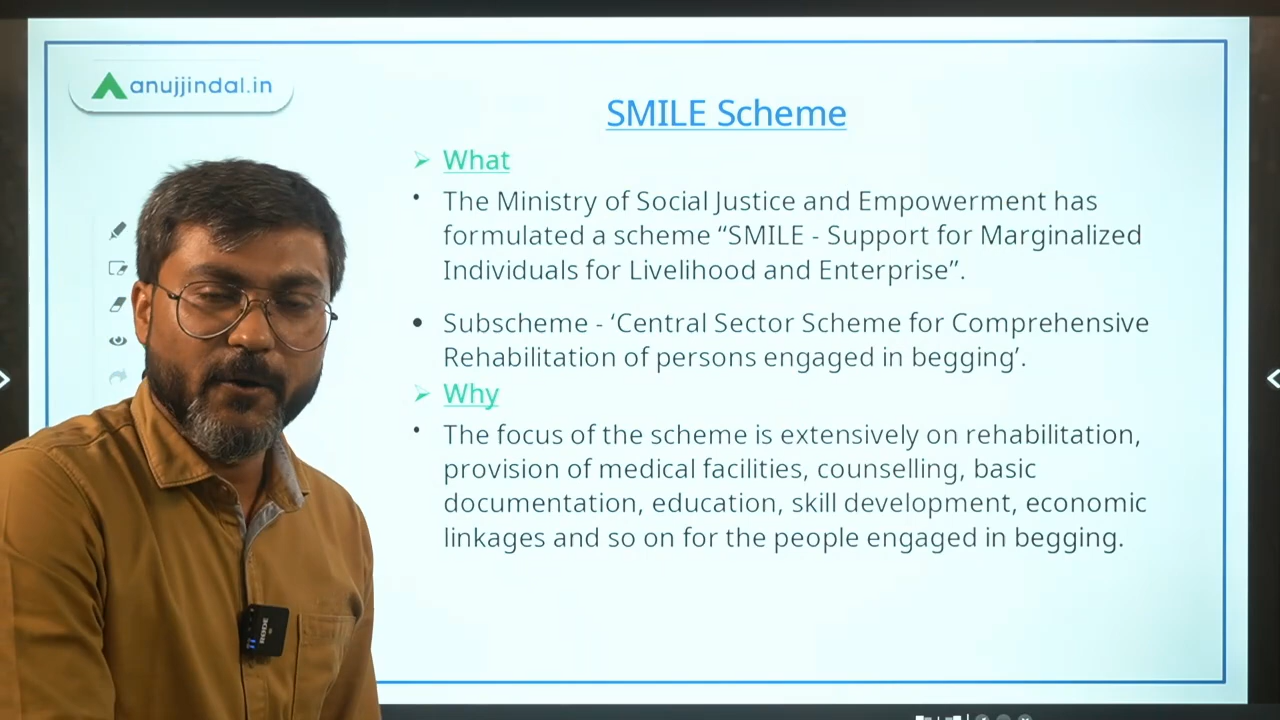 anujjindal.in
SMILE Scheme
What
The Ministry of Social Justice and Empowerment has
formulated a scheme “SMILE - Support for Marginalized
Individuals for Livelihood and Enterprise”.
Subscheme - ‘Central Sector Scheme for Comprehensive
Rehabilitation of persons engaged in begging’.
Why
The focus of the scheme is extensively on rehabilitation,
provision of medical facilities, counselling, basic
documentation, education, skill development, economic
linkages and so on for the people engaged in begging.
RODE